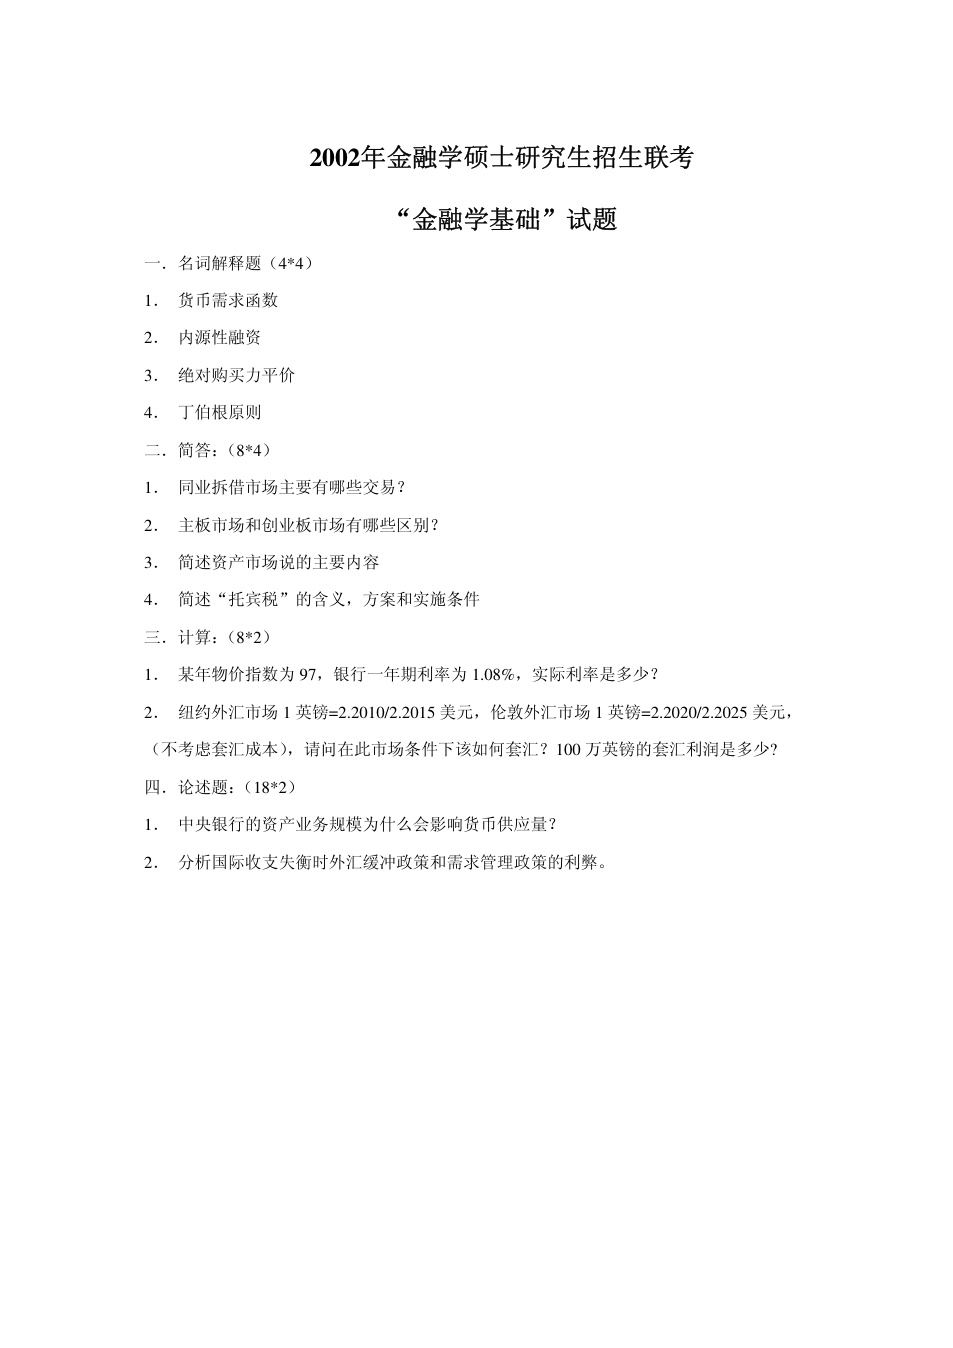 2002年金融学硕士研究生招生联考
“金融学基础”试题
一．名词解释题（4*4）
1． 货币需求函数
2． 内源性融资
3． 绝对购买力平价
4． 丁伯根原则
二．简答：（8*4）
1． 同业拆借市场主要有哪些交易？
2． 主板市场和创业板市场有哪些区别？
3． 简述资产市场说的主要内容
4． 简述“托宾税”的含义，方案和实施条件
三．计算：（8*2）
1． 某年物价指数为 97，银行一年期利率为 1.08%，实际利率是多少？
2． 纽约外汇市场 1 英镑=2.2010/2.2015 美元，伦敦外汇市场 1 英镑=2.2020/2.2025 美元，
（不考虑套汇成本），请问在此市场条件下该如何套汇？100 万英镑的套汇利润是多少?
四．论述题：（18*2）
1． 中央银行的资产业务规模为什么会影响货币供应量？
2． 分析国际收支失衡时外汇缓冲政策和需求管理政策的利弊。